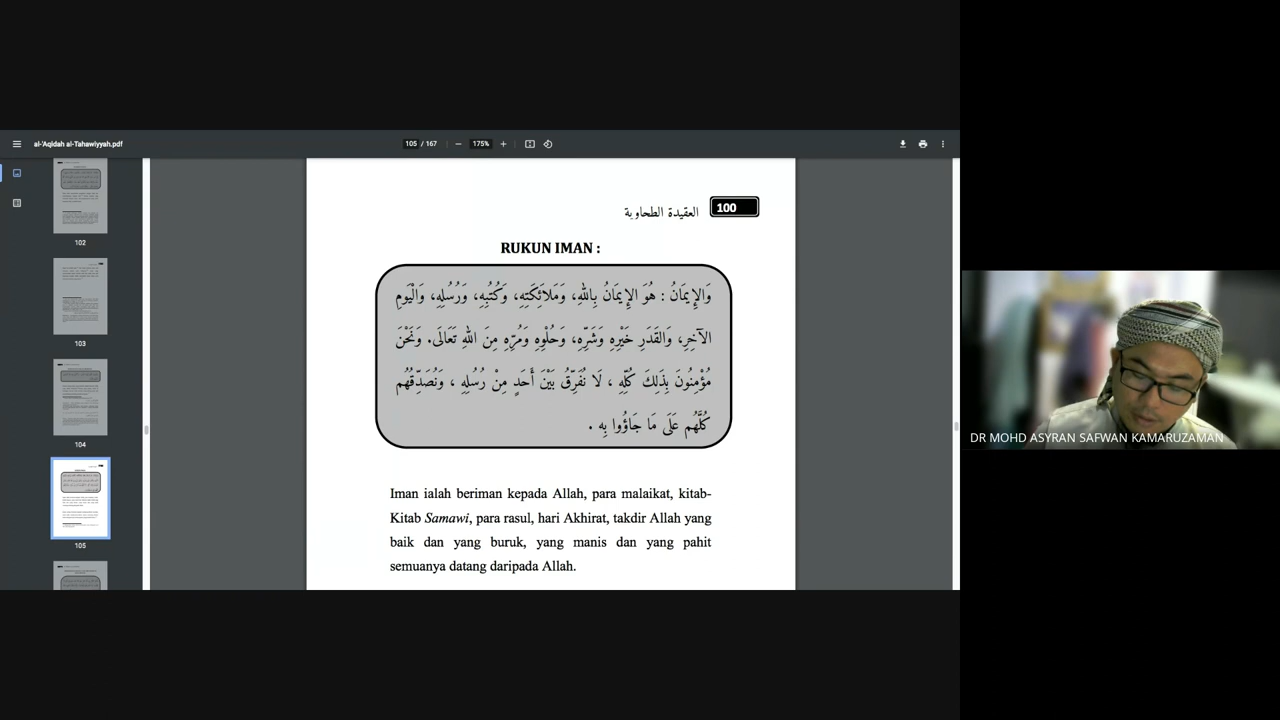 al-'Aqidah al-Tahawiyyah.pdf
105 / 167
175%
102
103
104
105
العقيدة الطحاوية
100
RUKUN IMAN :
وَالإِيمَانُ : هُوَ الإِيمَانُ بِاللهِ، وَمَلَائِكَتِهِ، وَكُتُبِهِ، وَرُسُلِهِ، وَالْيَوْمِ
الآخِرِ، وَالقَدَرِ خَيْرِهِ وَشَرِّهِ، وَحُلْوِهِ وَمُرِّهِ مِنَ اللهِ تَعَالَى. وَنَحْنُ
مُؤْمِنُونَ بِذَلِكَ كُلِّهِ ، لَا نُفَرِّقُ بَيْنَ أَحَدٍ مِنْ رُسُلِهِ ، وَنُصَدِّقُهُم
كُلَّهُم عَلَى مَا جَاؤُوا بِهِ .
Iman ialah beriman kepada Allah, para malaikat, kitab-
Kitab Samawi, para rasul, hari Akhirat, takdir Allah yang
baik dan yang buruk, yang manis dan yang pahit
semuanya datang daripada Allah.
DR MOHD ASYRAN SAFWAN KAMARUZAMAN